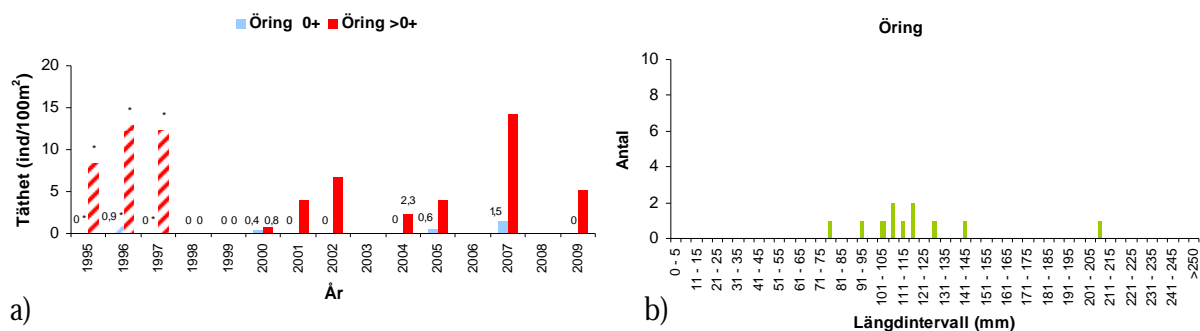 Öring 0+ Öring >0+
Täthet (ind/100m²)
20
15
10
5
0
0 * * 0,9 * * 0 * * 0 0 0 0 0,4 0,8 0 0 0 2,3 0,6 1,5 0
1995 1996 1997 1998 1999 2000 2001 2002 2003 2004 2005 2006 2007 2008 2009
År
a)
Öring
Antal
10
8
6
4
2
0
0 - 5 11 - 15 21 - 25 31 - 35 41 - 45 51 - 55 61 - 65 71 - 75 81 - 85 91 - 95 101 - 105 111 - 115 121 - 125 131 - 135 141 - 145 151 - 155 161 - 165 171 - 175 181 - 185 191 - 195 201 - 205 211 - 215 221 - 225 231 - 235 241 - 245 >250
Längdintervall (mm)
b)